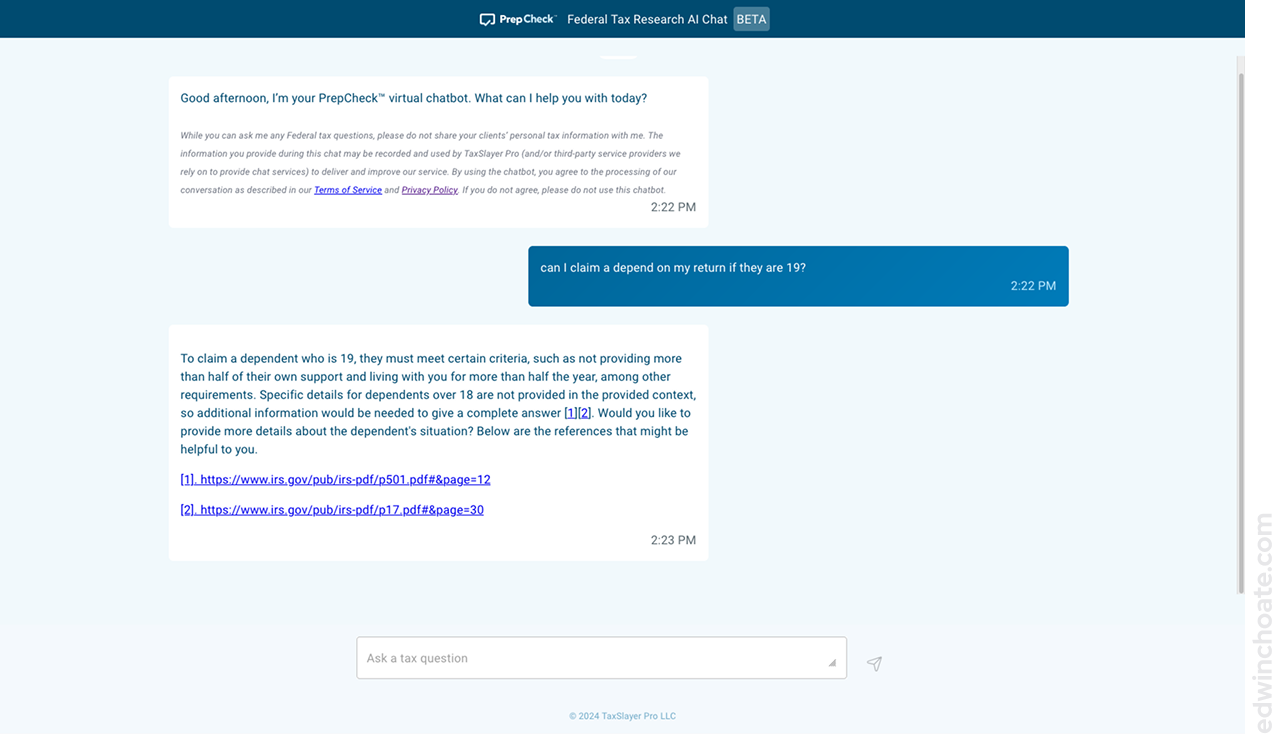 PrepCheck™ Federal Tax Research AI Chat BETA
Good afternoon, I’m your PrepCheck™ virtual chatbot. What can I help you with today?
While you can ask me any Federal tax questions, please do not share your clients’ personal tax information with me. The
information you provide during this chat may be recorded and used by TaxSlayer Pro (and/or third-party service providers we
rely on to provide chat services) to deliver and improve our service. By using the chatbot, you agree to the processing of our
conversation as described in our Terms of Service and Privacy Policy. If you do not agree, please do not use this chatbot.
2:22 PM
can I claim a depend on my return if they are 19?
2:22 PM
To claim a dependent who is 19, they must meet certain criteria, such as not providing more
than half of their own support and living with you for more than half the year, among other
requirements. Specific details for dependents over 18 are not provided in the provided context,
so additional information would be needed to give a complete answer [1][2]. Would you like to
provide more details about the dependent's situation? Below are the references that might be
helpful to you.
[1]. https://www.irs.gov/pub/irs-pdf/p501.pdf#&page=12
[2]. https://www.irs.gov/pub/irs-pdf/p17.pdf#&page=30
2:23 PM
Ask a tax question
© 2024 TaxSlayer Pro LLC
edwinchoate.com